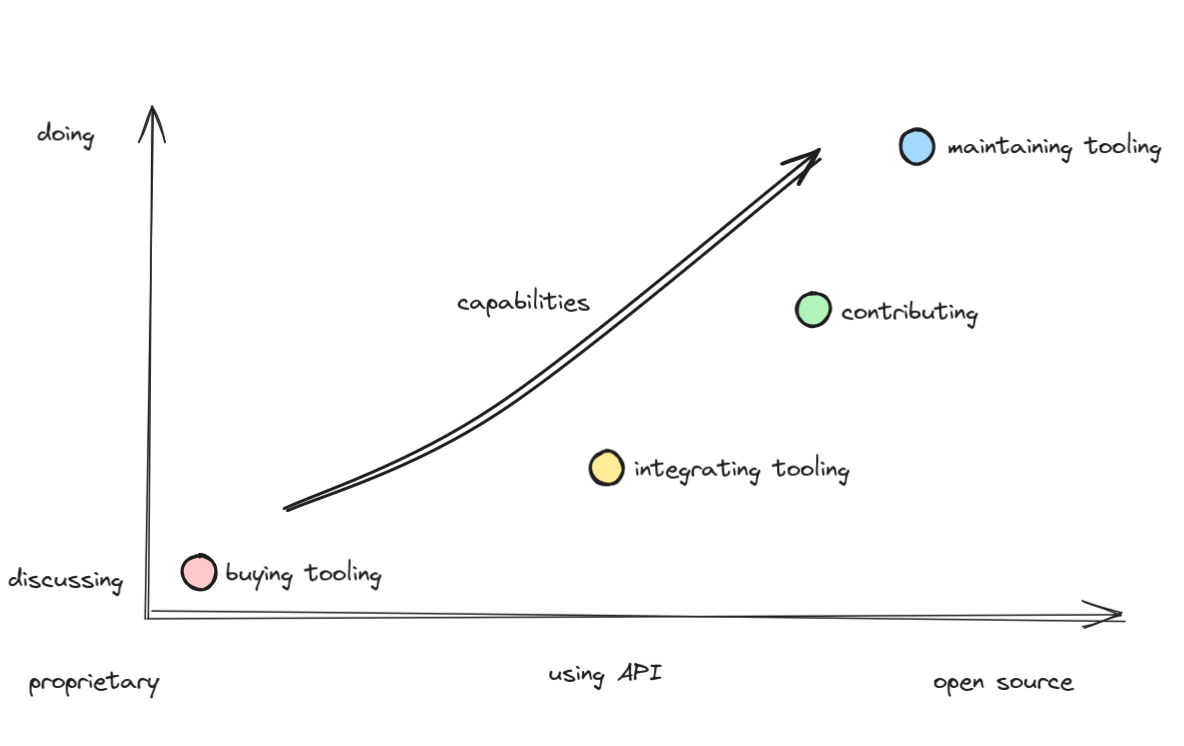 doing
maintaining tooling
capabilities
contributing
integrating tooling
discussing
buying tooling
proprietary
using API
open source